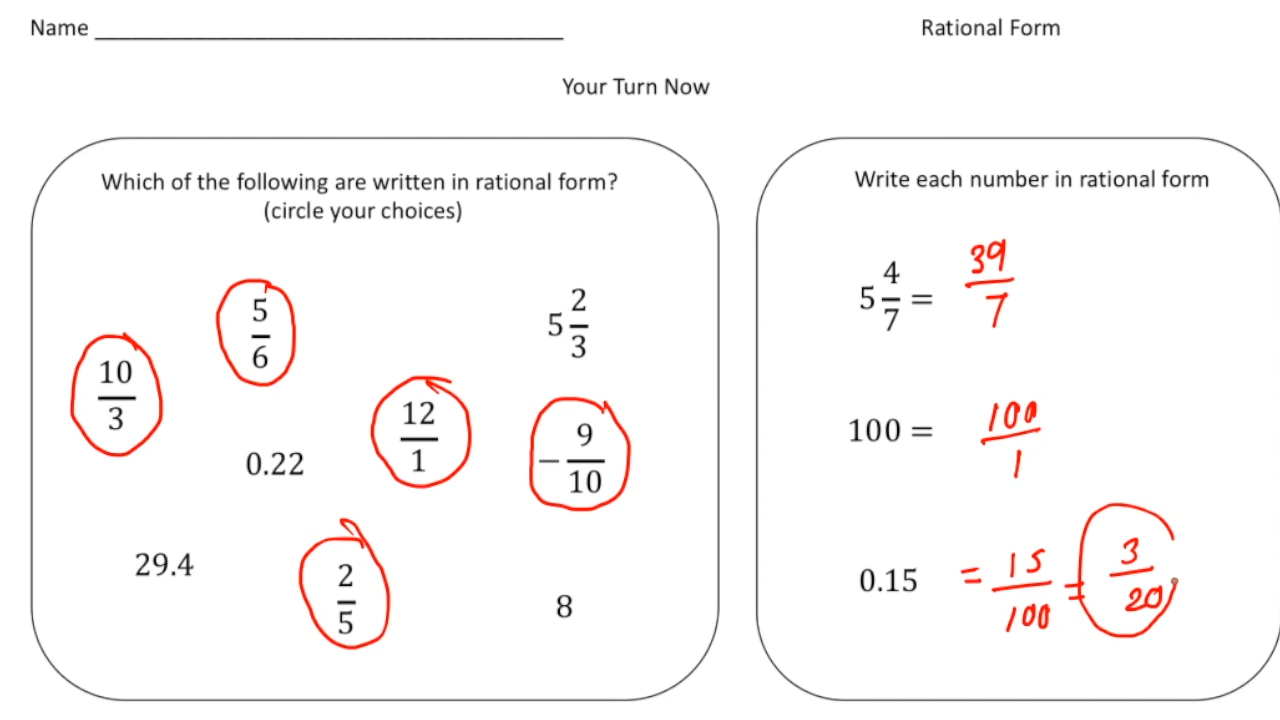 Name ______________________________ Rational Form
Your Turn Now
Which of the following are written in rational form?
(circle your choices)
5/6
5 2/3
10/3
12/1
-9/10
0.22
29.4
2/5
8
Write each number in rational form
5 4/7 = 39/7
100 = 100/1
0.15 = 15/100 = 3/20